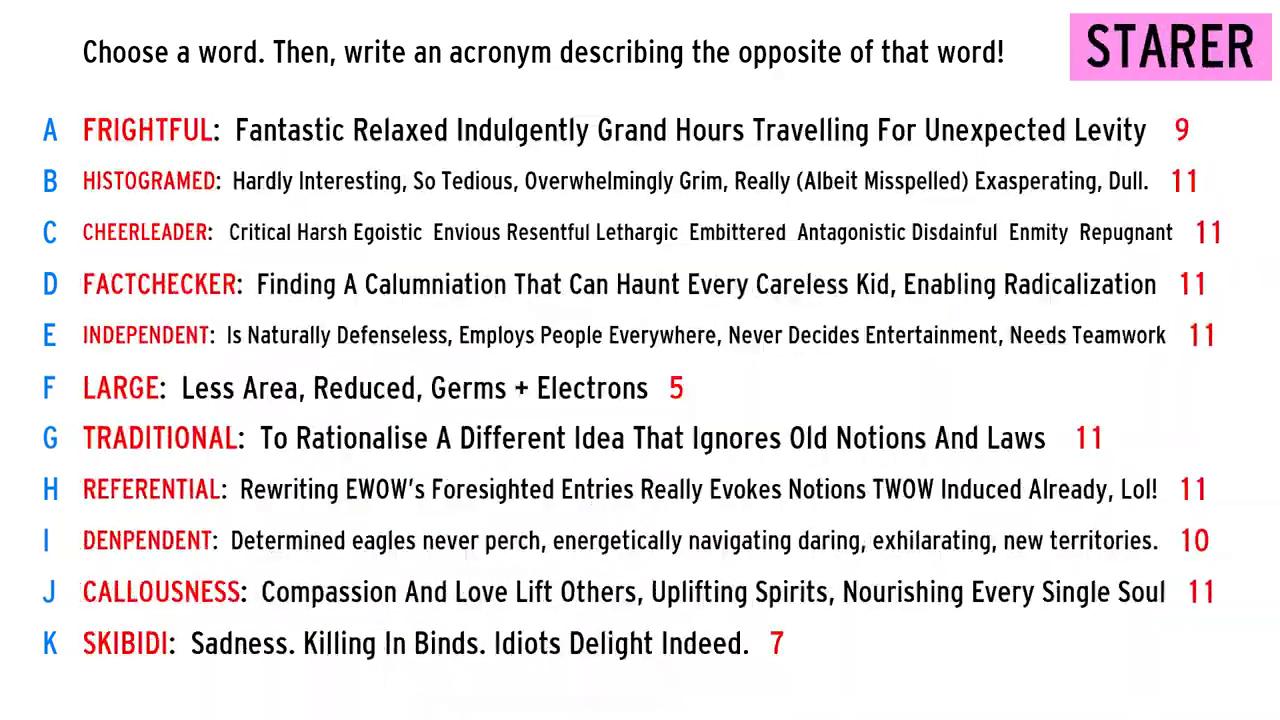 Choose a word. Then, write an acronym describing the opposite of that word!
STARER
A FRIGHTFUL: Fantastic Relaxed Indulgently Grand Hours Travelling For Unexpected Levity 9
B HISTOGRAMED: Hardly Interesting, So Tedious, Overwhelmingly Grim, Really (Albeit Misspelled) Exasperating, Dull. 11
C CHEERLEADER: Critical Harsh Egoistic Envious Resentful Lethargic Embittered Antagonistic Disdainful Enmity Repugnant 11
D FACTCHECKER: Finding A Calumniation That Can Haunt Every Careless Kid, Enabling Radicalization 11
E INDEPENDENT: Is Naturally Defenseless, Employs People Everywhere, Never Decides Entertainment, Needs Teamwork 11
F LARGE: Less Area, Reduced, Germs + Electrons 5
G TRADITIONAL: To Rationalise A Different Idea That Ignores Old Notions And Laws 11
H REFERENTIAL: Rewriting EWOW's Foresighted Entries Really Evokes Notions TWOW Induced Already, Lol! 11
I DENPENDENT: Determined eagles never perch, energetically navigating daring, exhilarating, new territories. 10
J CALLOUSNESS: Compassion And Love Lift Others, Uplifting Spirits, Nourishing Every Single Soul 11
K SKIBIDI: Sadness. Killing In Binds. Idiots Delight Indeed. 7